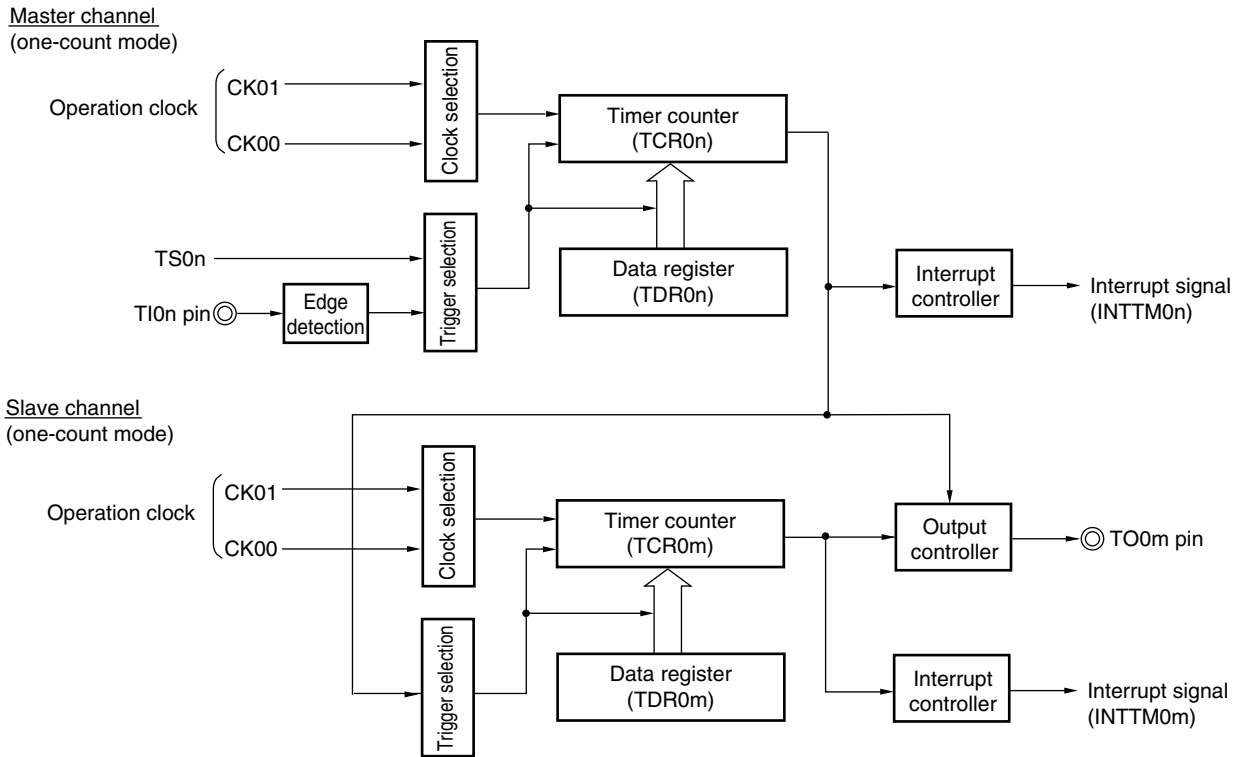 Master channel
(one-count mode)
Operation clock
CK01
CK00
Clock selection
Timer counter
(TCR0n)
TS0n
TI0n pin
Edge
detection
Trigger selection
Data register
(TDR0n)
Interrupt
controller
Interrupt signal
(INTTM0n)
Slave channel
(one-count mode)
Operation clock
CK01
CK00
Clock selection
Timer counter
(TCR0m)
Output
controller
TO0m pin
Trigger selection
Data register
(TDR0m)
Interrupt
controller
Interrupt signal
(INTTM0m)